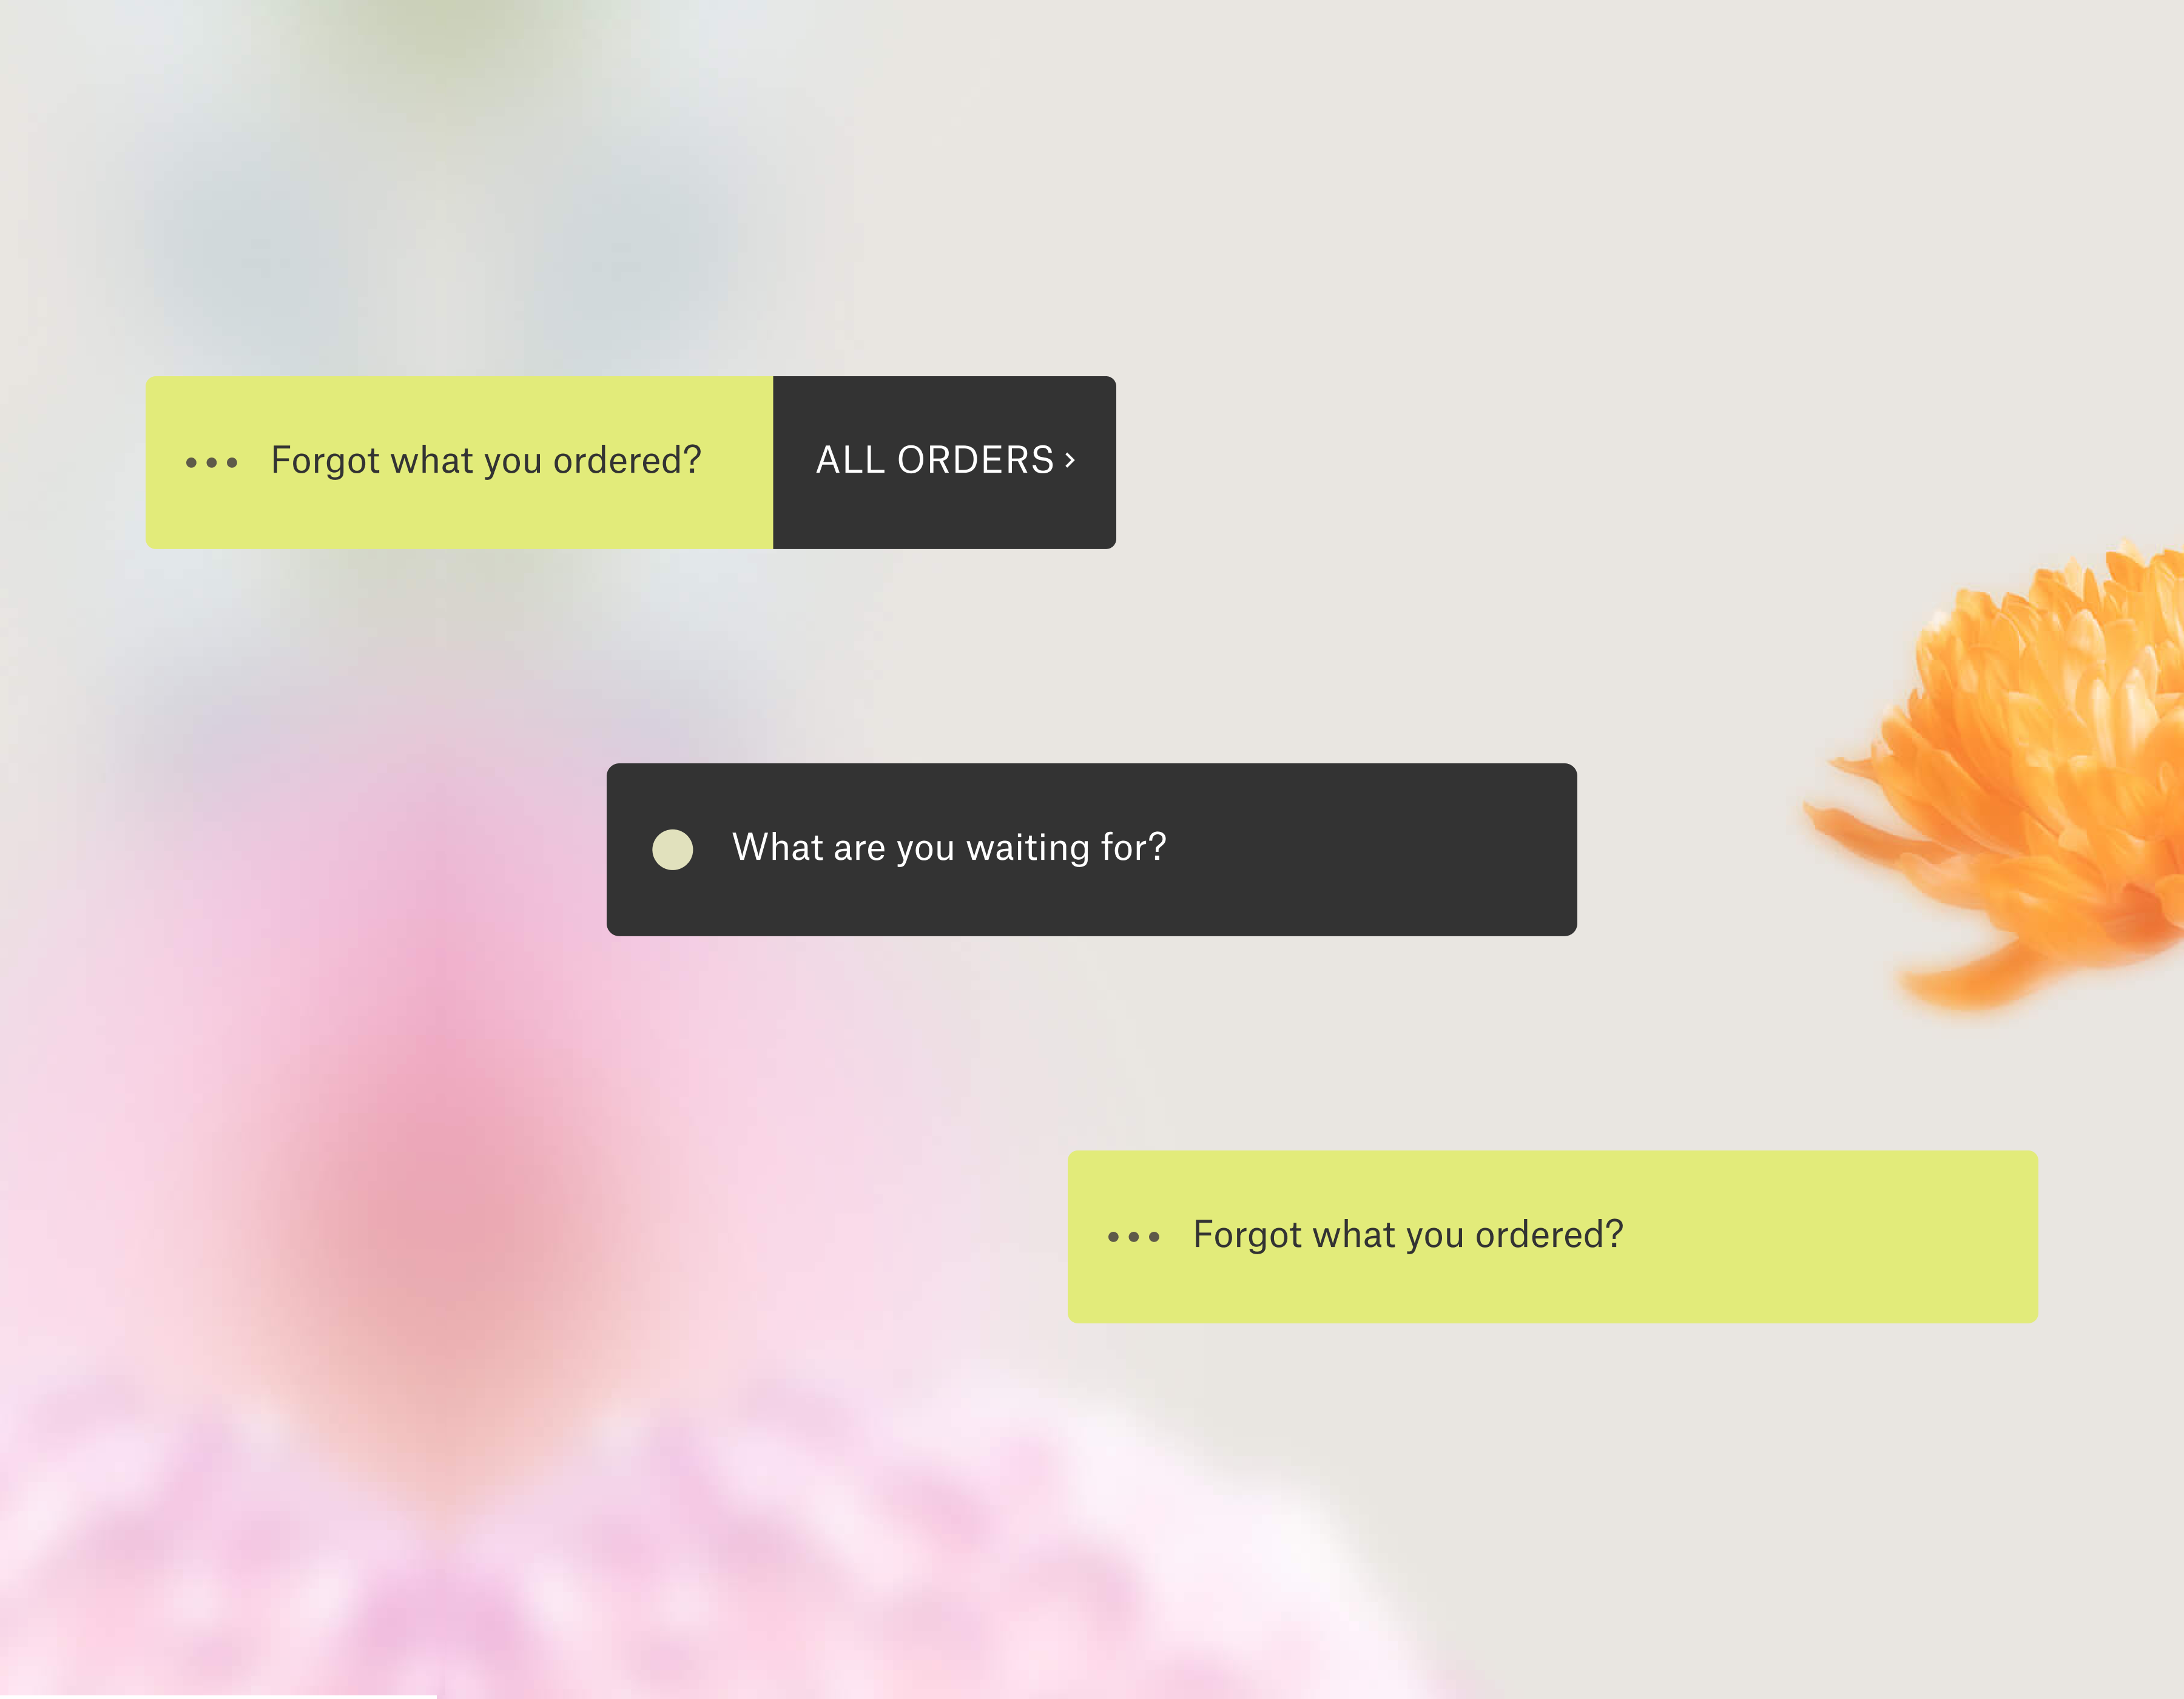 Forgot what you ordered? ALL ORDERS ›
What are you waiting for?
Forgot what you ordered?